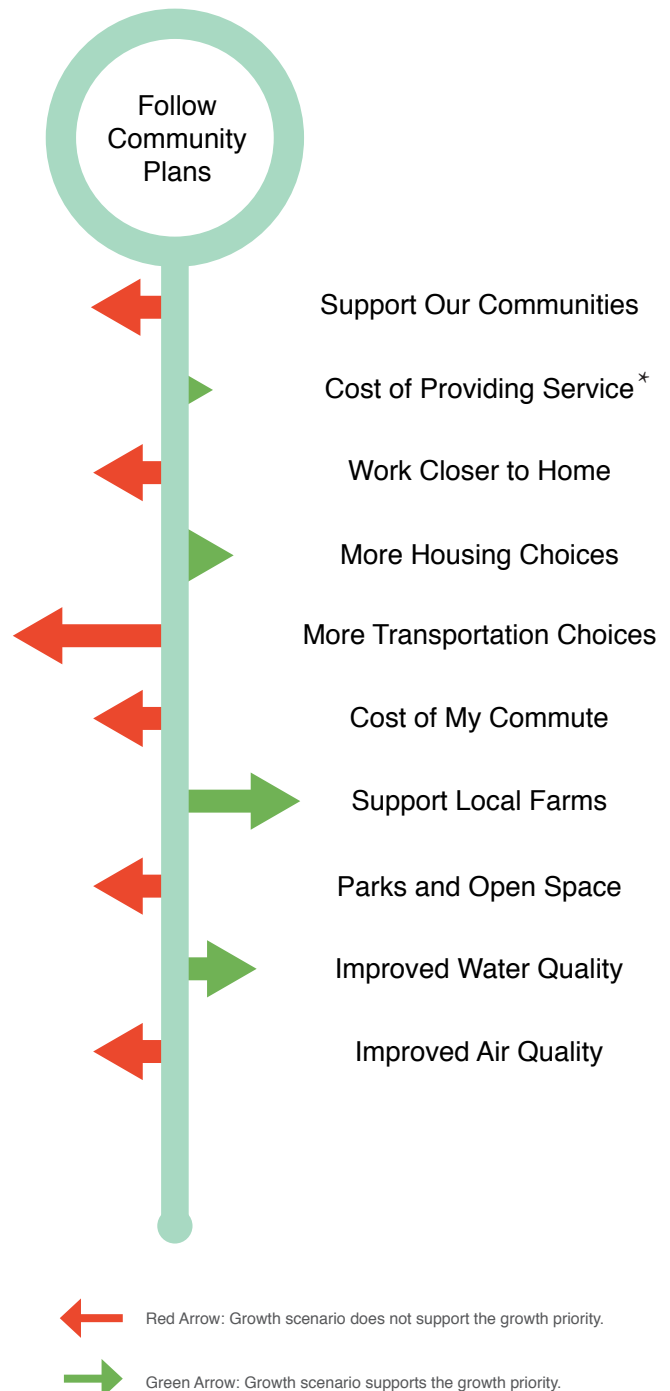 Follow
Community
Plans
Support Our Communities
Cost of Providing Service*
Work Closer to Home
More Housing Choices
More Transportation Choices
Cost of My Commute
Support Local Farms
Parks and Open Space
Improved Water Quality
Improved Air Quality
Red Arrow: Growth scenario does not support the growth priority.
Green Arrow: Growth scenario supports the growth priority.